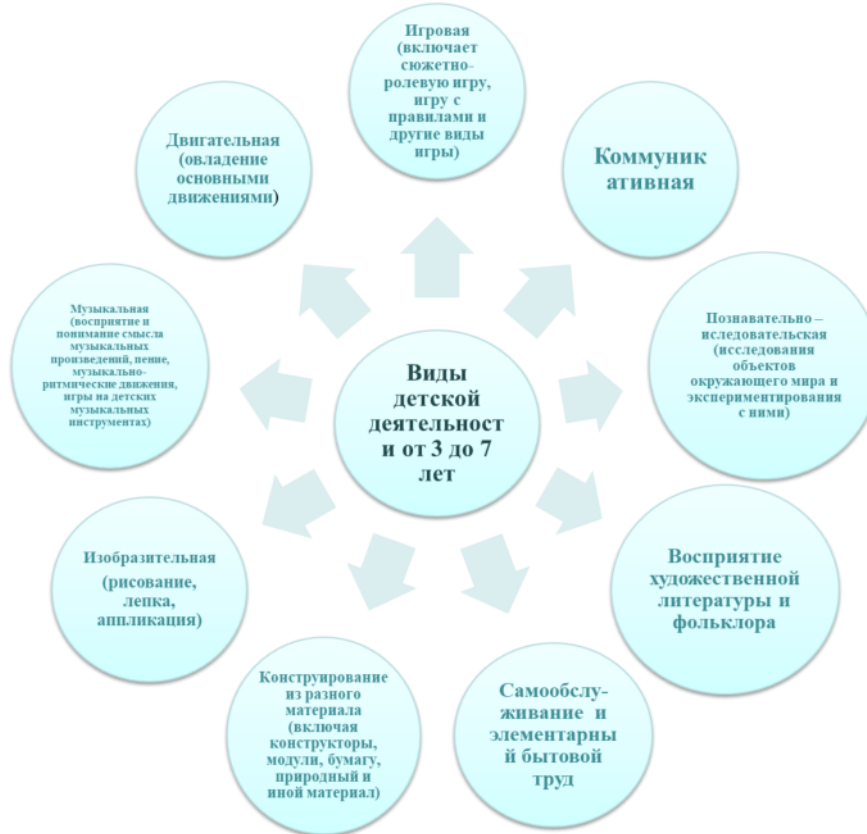 Игровая
(включает
сюжетно-
ролевую игру,
игру с
правилами и
другие виды
игры)
Коммуник
ативная
Познавательно –
иследовательская
(исследования
объектов
окружающего мира и
экспериментирования
с ними)
Восприятие
художественной
литературы и
фольклора
Самообслу-
живание и
элементарны
й бытовой
труд
Конструирование
из разного
материала
(включая
конструкторы,
модули, бумагу,
природный и
иной материал)
Изобразительная
(рисование,
лепка,
аппликация)
Музыкальная
(восприятие и
понимание смысла
музыкальных
произведений, пение,
музыкально-
ритмические движения,
игры на детских
музыкальных
инструментах)
Двигательная
(овладение
основными
движениями)
Виды
детской
деятельност
и от 3 до 7
лет